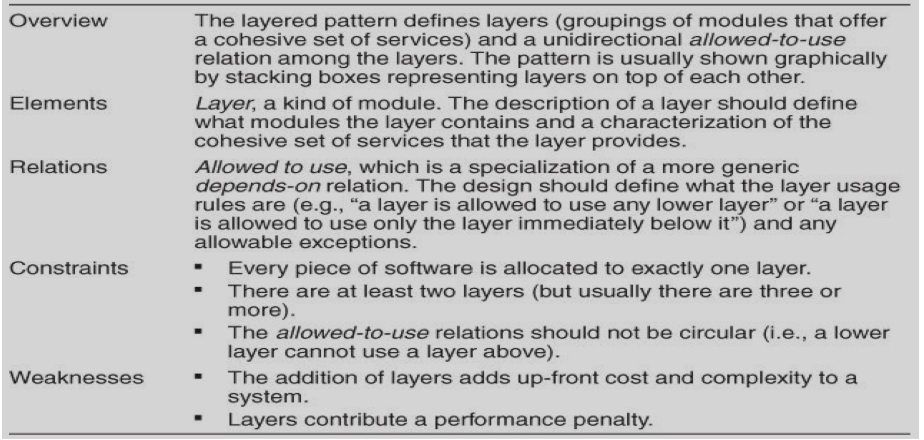 Overview The layered pattern defines layers (groupings of modules that offer
a cohesive set of services) and a unidirectional allowed-to-use
relation among the layers. The pattern is usually shown graphically
by stacking boxes representing layers on top of each other.
Elements Layer, a kind of module. The description of a layer should define
what modules the layer contains and a characterization of the
cohesive set of services that the layer provides.
Relations Allowed to use, which is a specialization of a more generic
depends-on relation. The design should define what the layer usage
rules are (e.g., “a layer is allowed to use any lower layer” or “a layer
is allowed to use only the layer immediately below it”) and any
allowable exceptions.
Constraints ▪ Every piece of software is allocated to exactly one layer.
▪ There are at least two layers (but usually there are three or
more).
▪ The allowed-to-use relations should not be circular (i.e., a lower
layer cannot use a layer above).
Weaknesses ▪ The addition of layers adds up-front cost and complexity to a
system.
▪ Layers contribute a performance penalty.